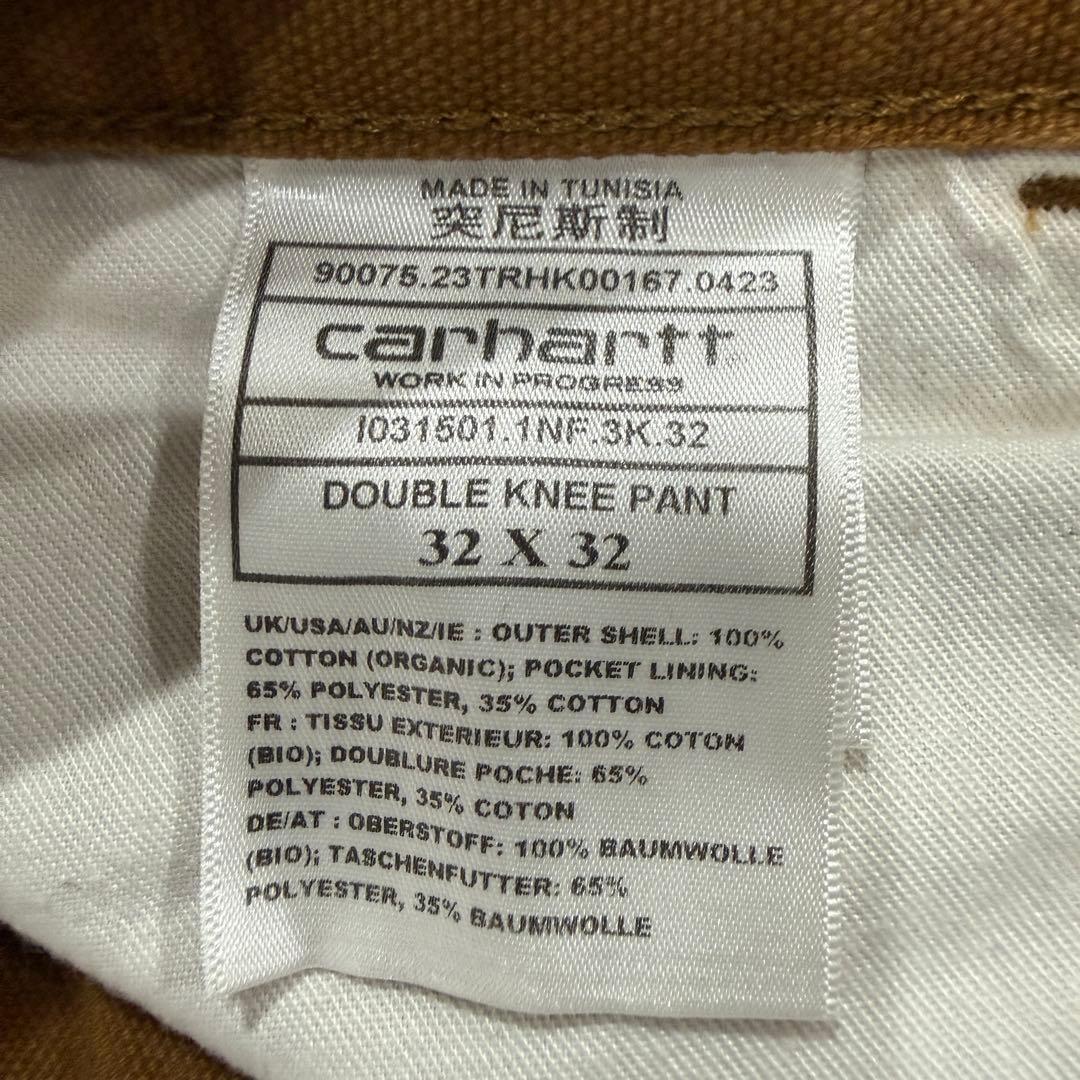 MADE IN TUNISIA
突尼斯制
90075.23TRHK00167.0423
carhartt
WORK IN PROGRESS
I031501.1NF.3K.32
DOUBLE KNEE PANT
32 X 32
UK/USA/AU/NZ/IE : OUTER SHELL: 100%
COTTON (ORGANIC); POCKET LINING:
65% POLYESTER, 35% COTTON
FR : TISSU EXTERIEUR: 100% COTON
(BIO); DOUBLURE POCHE: 65%
POLYESTER, 35% COTON
DE/AT : OBERSTOFF: 100% BAUMWOLLE
(BIO); TASCHENFUTTER: 65%
POLYESTER, 35% BAUMWOLLE